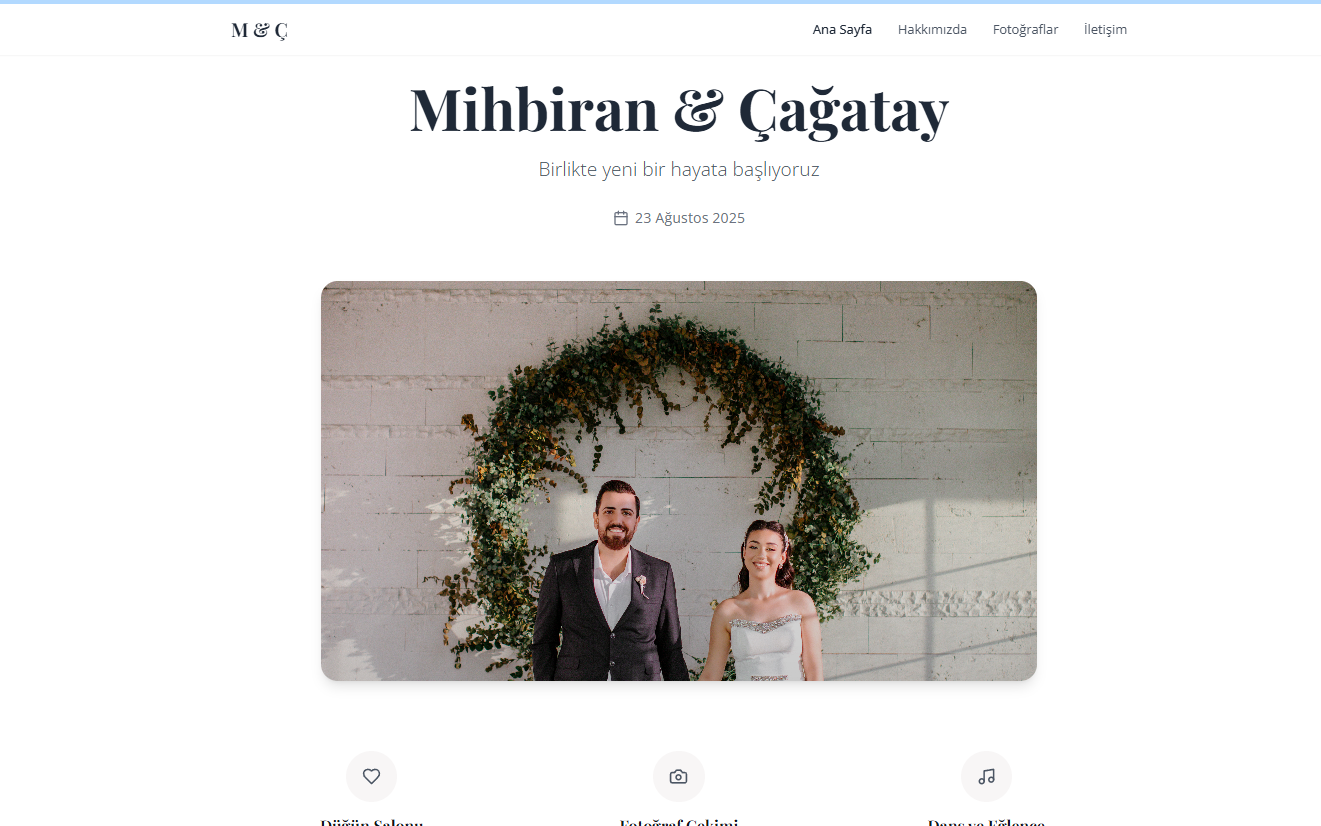 M & Ç
Ana Sayfa Hakkımızda Fotoğraflar İletişim
Mihbiran & Çağatay
Birlikte yeni bir hayata başlıyoruz
23 Ağustos 2025
Düğün Salonu Fotoğraf Çekimi Dans ve Eğlence